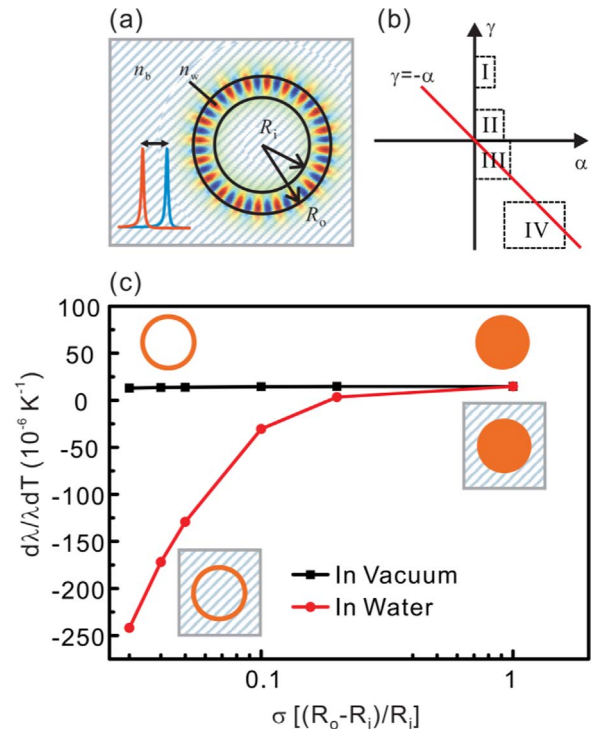 (a)
n_b
n_w
R_i
R_o
(b)
γ
γ=-α
I
II
α
III
IV
(c)
100
50
0
-50
-100
-150
-200
-250
dλ/λdT (10⁻⁶ K⁻¹)
In Vacuum
In Water
0.1
1
σ [(R_o-R_i)/R_i]